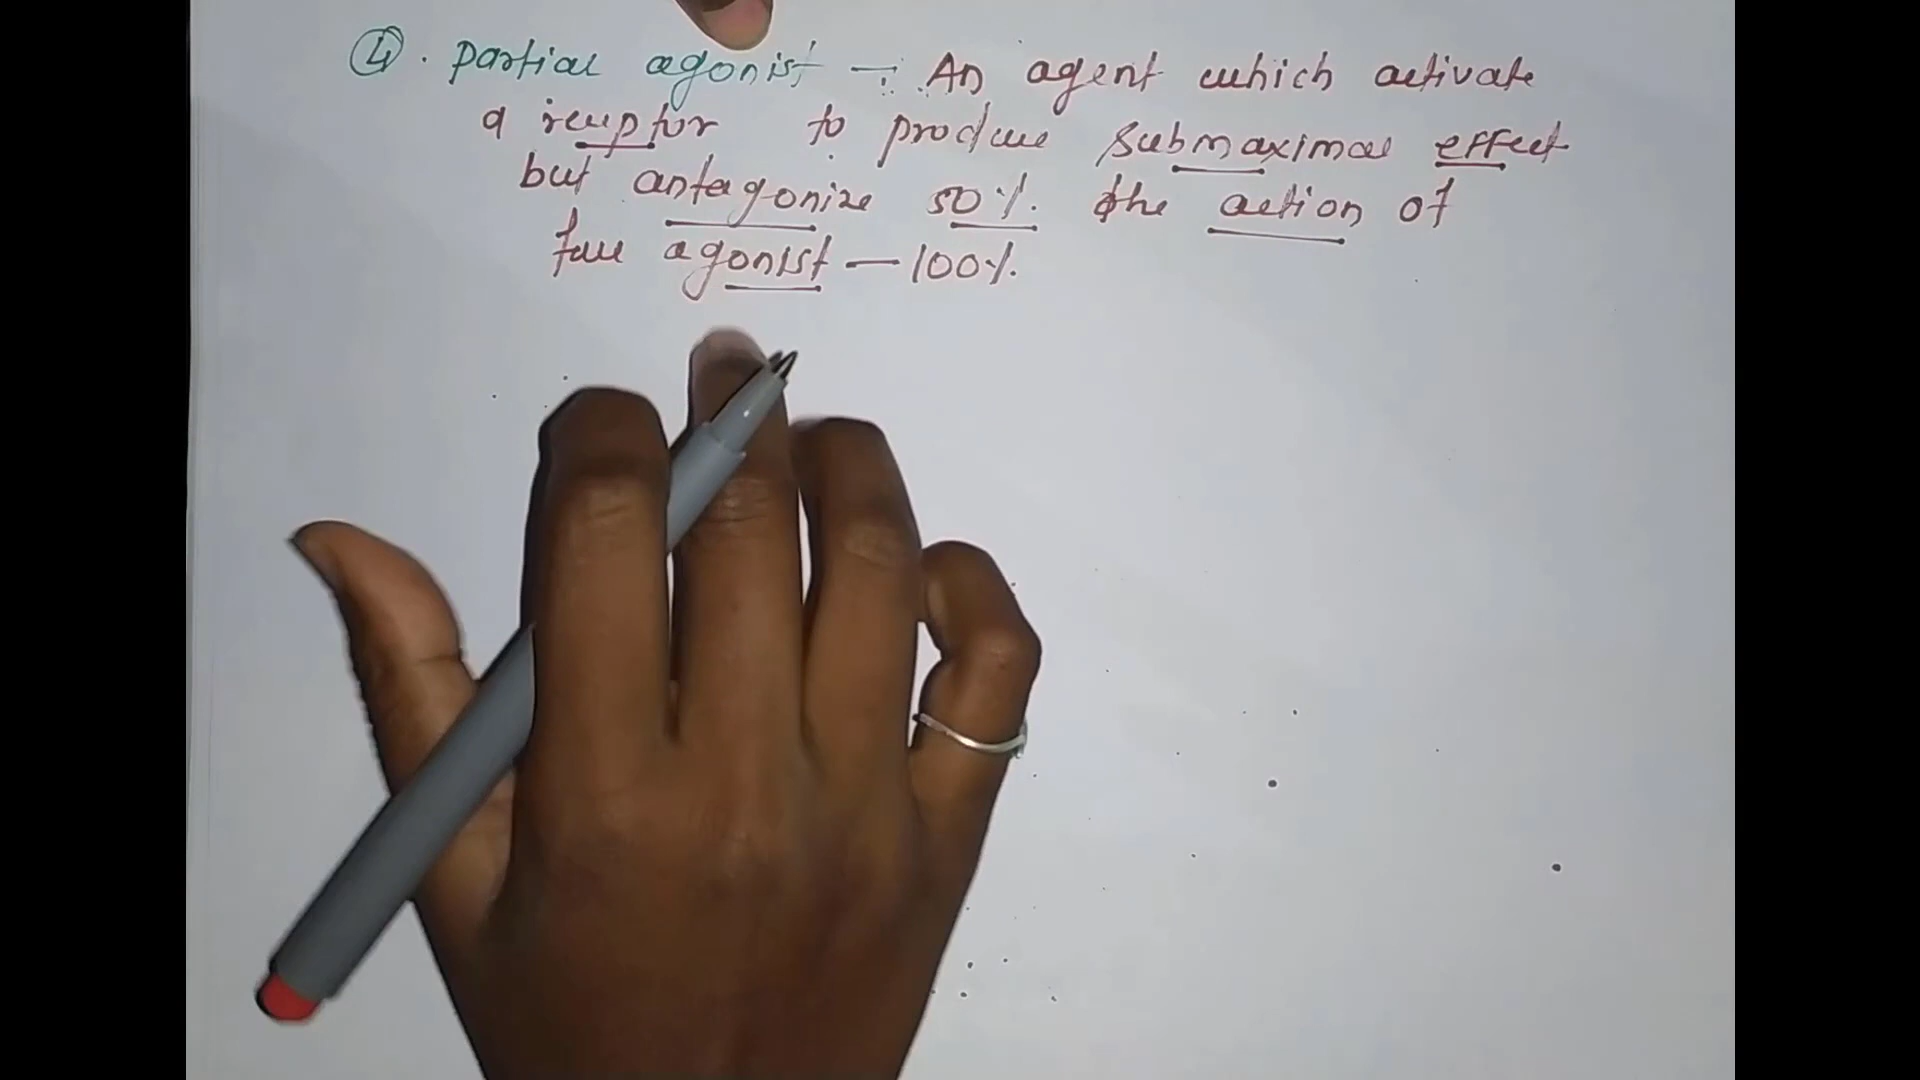 4. Partial agonist - An agent which activate
a receptor to produce submaximal effect
but antagonize 50% the action of
full agonist - 100%.